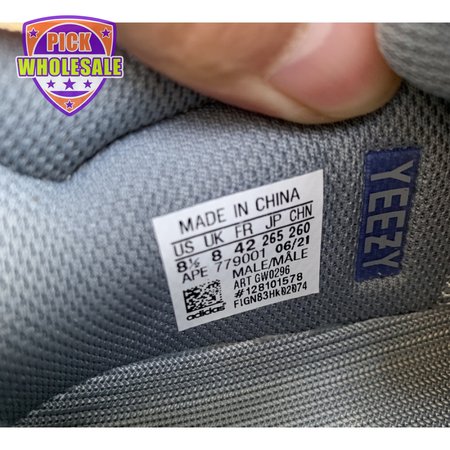 PICK
WHOLESALE
MADE IN CHINA
US UK FR JP CHN
8½ 8 42 265 260
APE 779001 06/21
MALE/MÂLE
ART GW0296
#128101578
F1GN83HKD2074
adidas
YEEZY